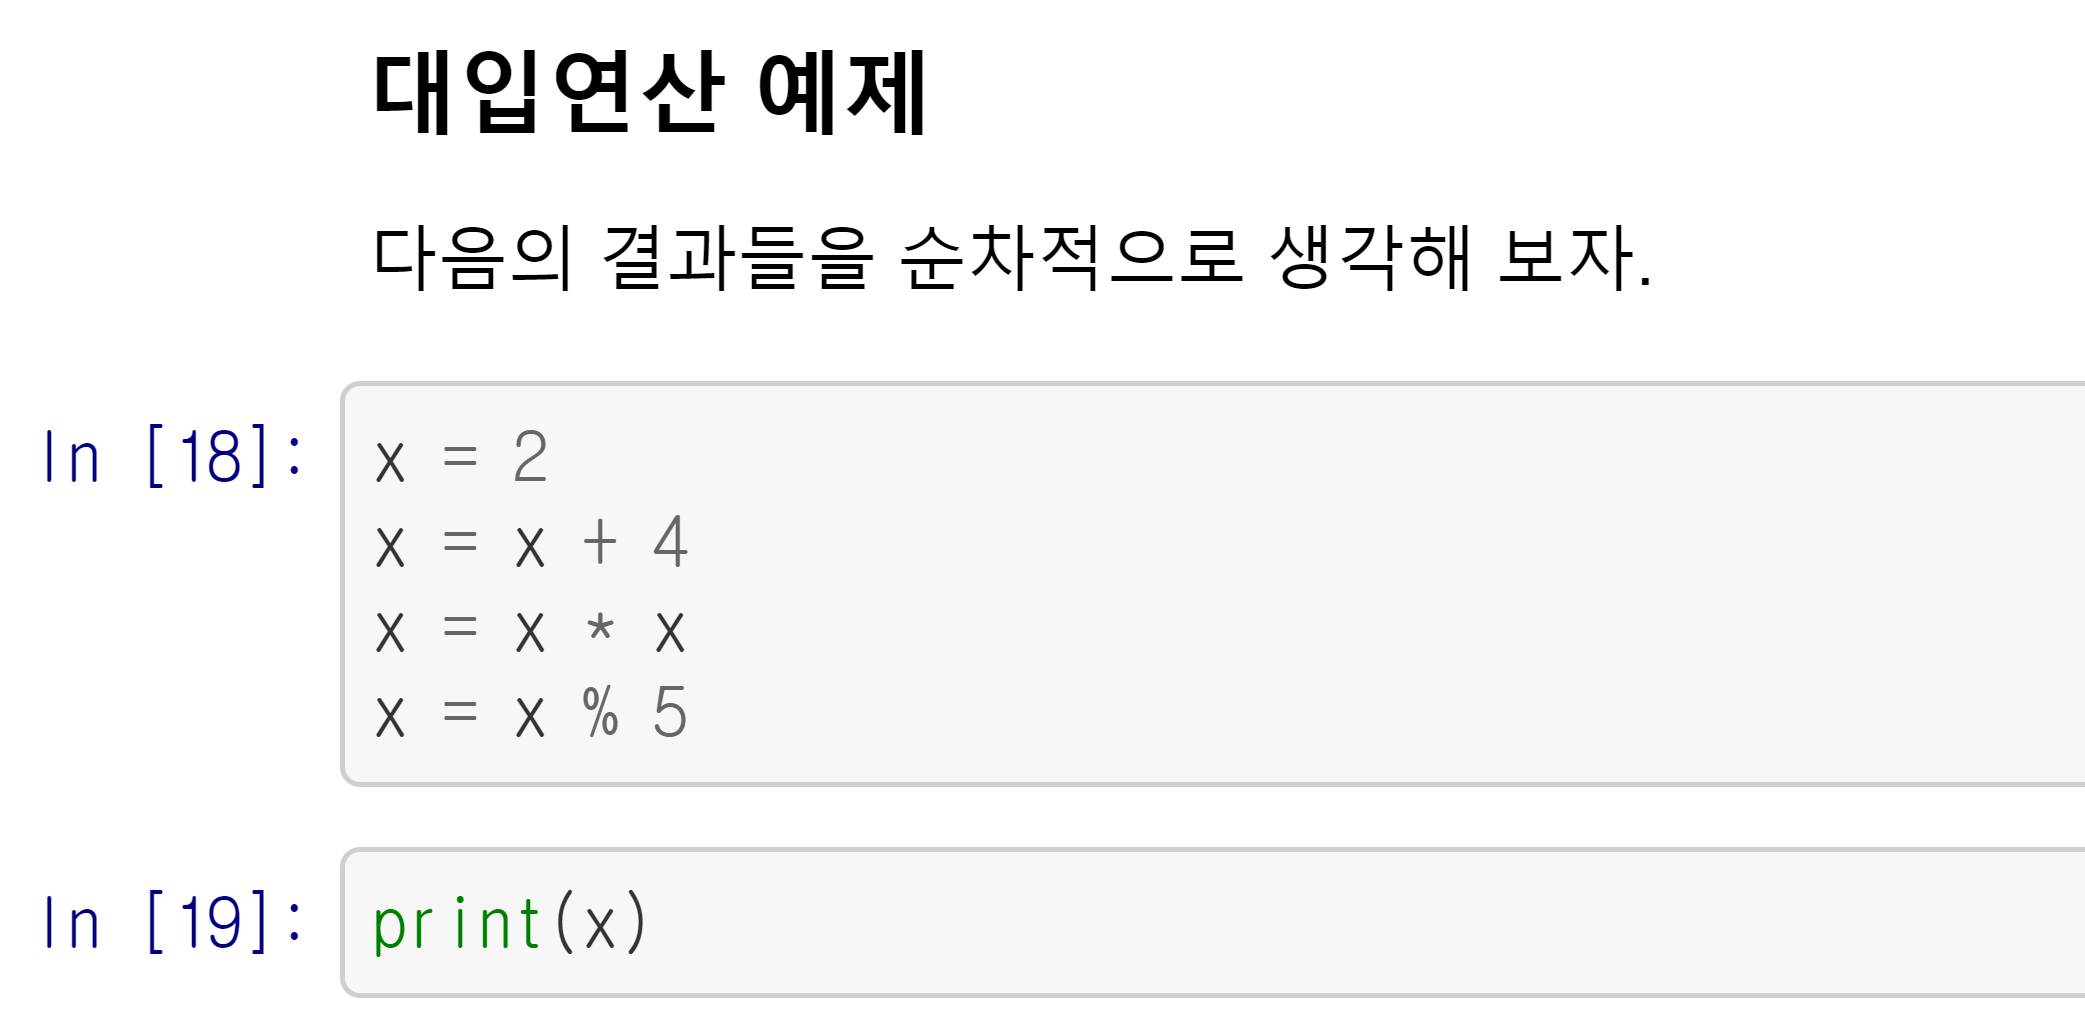 대입연산 예제
다음의 결과들을 순차적으로 생각해 보자.
In [18]: x = 2
x = x + 4
x = x * x
x = x % 5
In [19]: print(x)